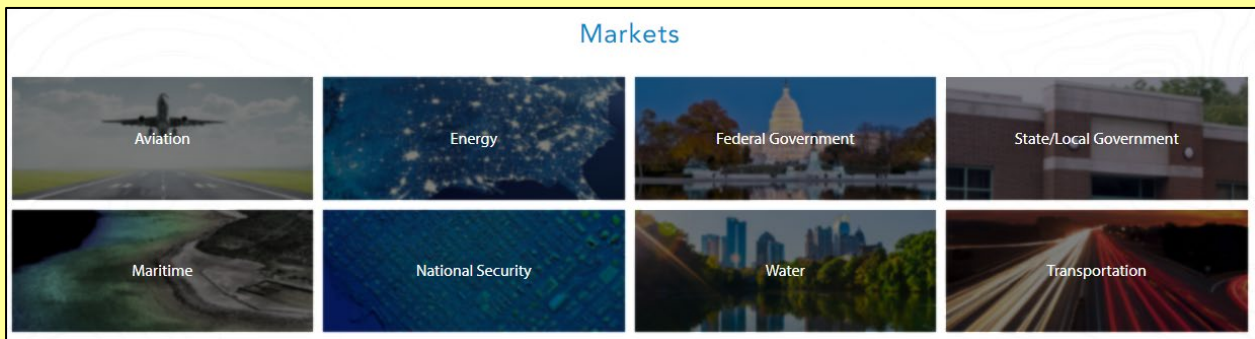 Markets
Aviation
Energy
Federal Government
State/Local Government
Maritime
National Security
Water
Transportation